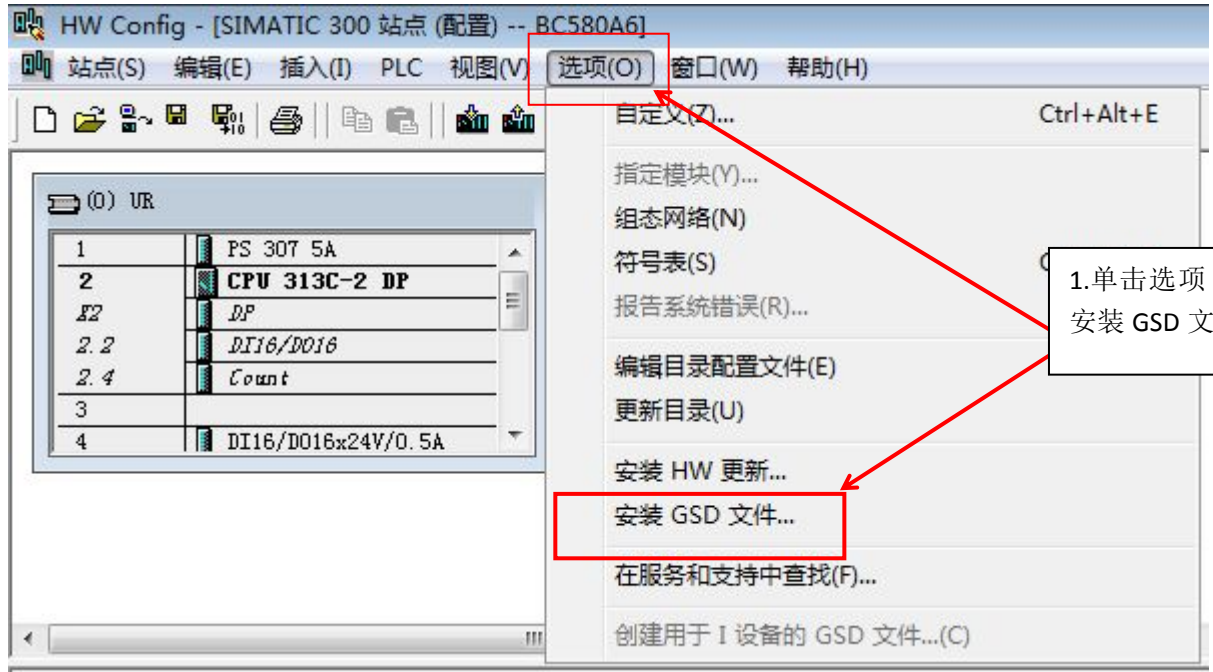 HW Config - [SIMATIC 300 站点 (配置) -- BC580A6]
站点(S) 编辑(E) 插入(I) PLC 视图(V) 选项(O) 窗口(W) 帮助(H)
自定义(Z)... Ctrl+Alt+E
指定模块(Y)...
组态网络(N)
符号表(S)
报告系统错误(R)...
编辑目录配置文件(E)
更新目录(U)
安装 HW 更新...
安装 GSD 文件...
在服务和支持中查找(F)...
创建用于 I 设备的 GSD 文件...(C)
(0) UR
1 PS 307 5A
2 CPU 313C-2 DP
X2 DP
2.2 DI16/DO16
2.4 Count
3
4 DI16/DO16x24V/0.5A
1.单击选项
安装 GSD 文